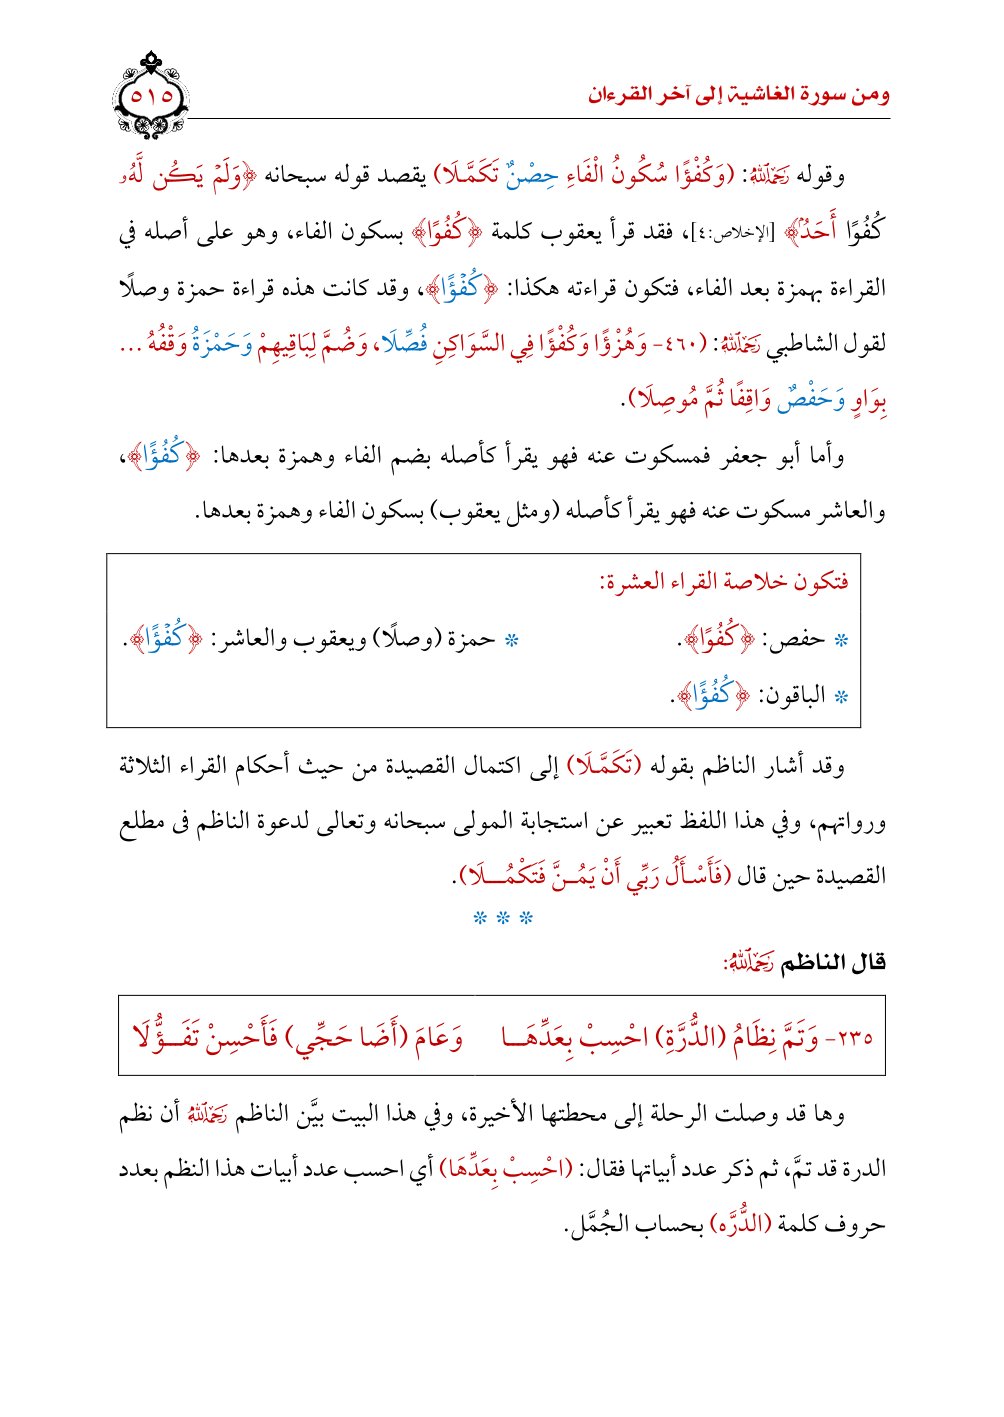 ومن سورة الغاشية إلى آخر القرءان
٥١٥
وقوله رَحِمَهُ اللَّهُ: (وَكُفْؤًا سُكُونُ الْفَاءِ حِصْنٌ تَكَمَّلَا) يقصد قوله سبحانه ﴿وَلَمْ يَكُن لَّهُۥ
كُفُوًا أَحَدٌۢ﴾ [الإخلاص:٤]، فقد قرأ يعقوب كلمة ﴿كُفُوًا﴾ بسكون الفاء، وهو على أصله في
القراءة بهمزة بعد الفاء، فتكون قراءته هكذا: ﴿كُفْؤًا﴾، وقد كانت هذه قراءة حمزة وصلًا
لقول الشاطبي رَحِمَهُ اللَّهُ: (٤٦٠- وَهُزْؤًا وَكُفْؤًا فِي السَّوَاكِنِ فُصِّلَا، وَضُمَّ لِبَاقِيهِمْ وَحَمْزَةُ وَقْفُهُ ...
بِوَاوٍ وَحَفْصٌ وَاقِفًا ثُمَّ مُوصِلَا).
وأما أبو جعفر فمسكوت عنه فهو يقرأ كأصله بضم الفاء وهمزة بعدها: ﴿كُفُؤًا﴾،
والعاشر مسكوت عنه فهو يقرأ كأصله (ومثل يعقوب) بسكون الفاء وهمزة بعدها.
فتكون خلاصة القراء العشرة:
* حفص: ﴿كُفُوًا﴾. * حمزة (وصلًا) ويعقوب والعاشر: ﴿كُفْؤًا﴾.
* الباقون: ﴿كُفُؤًا﴾.
وقد أشار الناظم بقوله (تَكَمَّلَا) إلى اكتمال القصيدة من حيث أحكام القراء الثلاثة
ورواتهم، وفي هذا اللفظ تعبير عن استجابة المولى سبحانه وتعالى لدعوة الناظم فى مطلع
القصيدة حين قال (فَأَسْأَلُ رَبِّي أَنْ يَمُـنَّ فَتَكْمُـــلَا).
* * *
قال الناظم رَحِمَهُ اللَّهُ:
٢٣٥- وَتَمَّ نِظَامُ (الدُّرَّةِ) احْسِبْ بِعَدِّهَـــا وَعَامَ (أَضَا حَجِّي) فَأَحْسِنْ تَفَــؤُّلَا
وها قد وصلت الرحلة إلى محطتها الأخيرة، وفي هذا البيت بيَّن الناظم رَحِمَهُ اللَّهُ أن نظم
الدرة قد تمَّ، ثم ذكر عدد أبياتها فقال: (احْسِبْ بِعَدِّهَا) أي احسب عدد أبيات هذا النظم بعدد
حروف كلمة (الدُّرَّه) بحساب الجُمَّل.